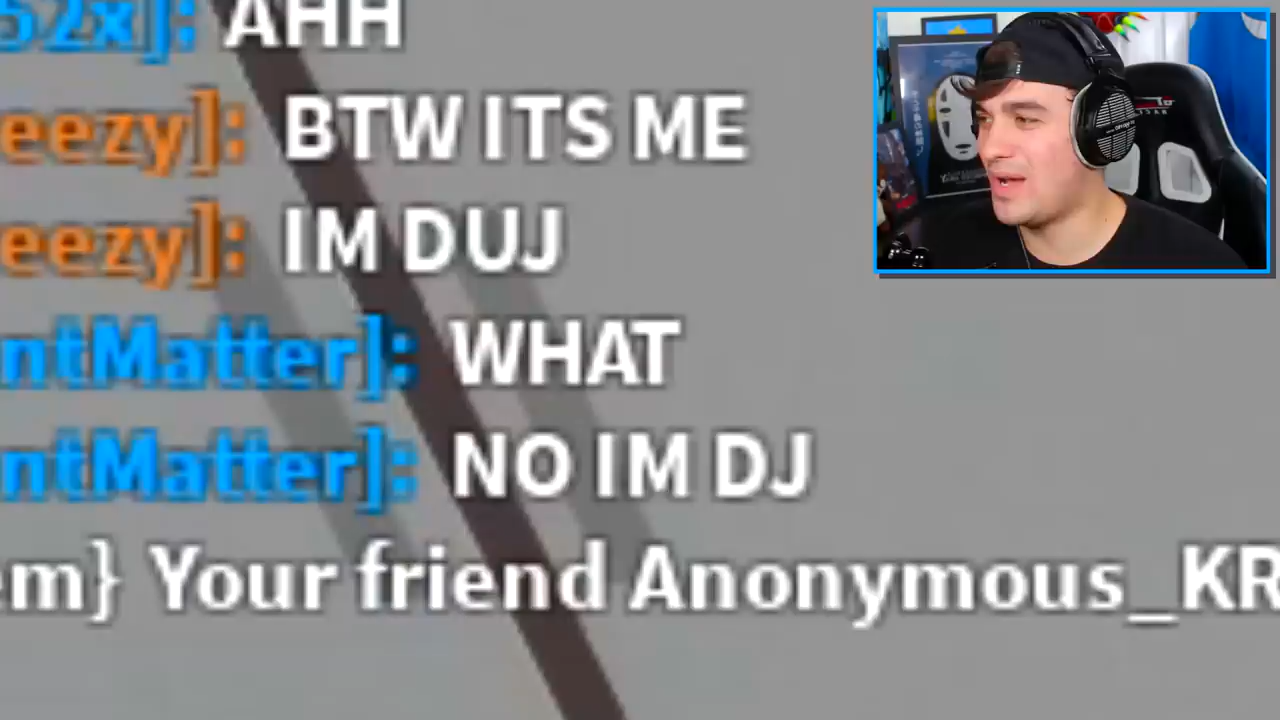 52x]: AHH
eezy]: BTW ITS ME
eezy]: IM DUJ
ntMatter]: WHAT
ntMatter]: NO IM DJ
em} Your friend Anonymous_KR